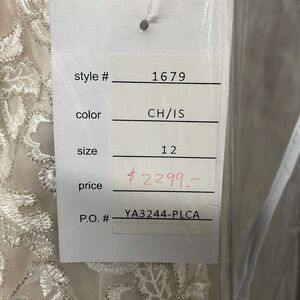 style # 1679
color CH/IS
size 12
price $2299.-
P.O. # YA3244-PLCA